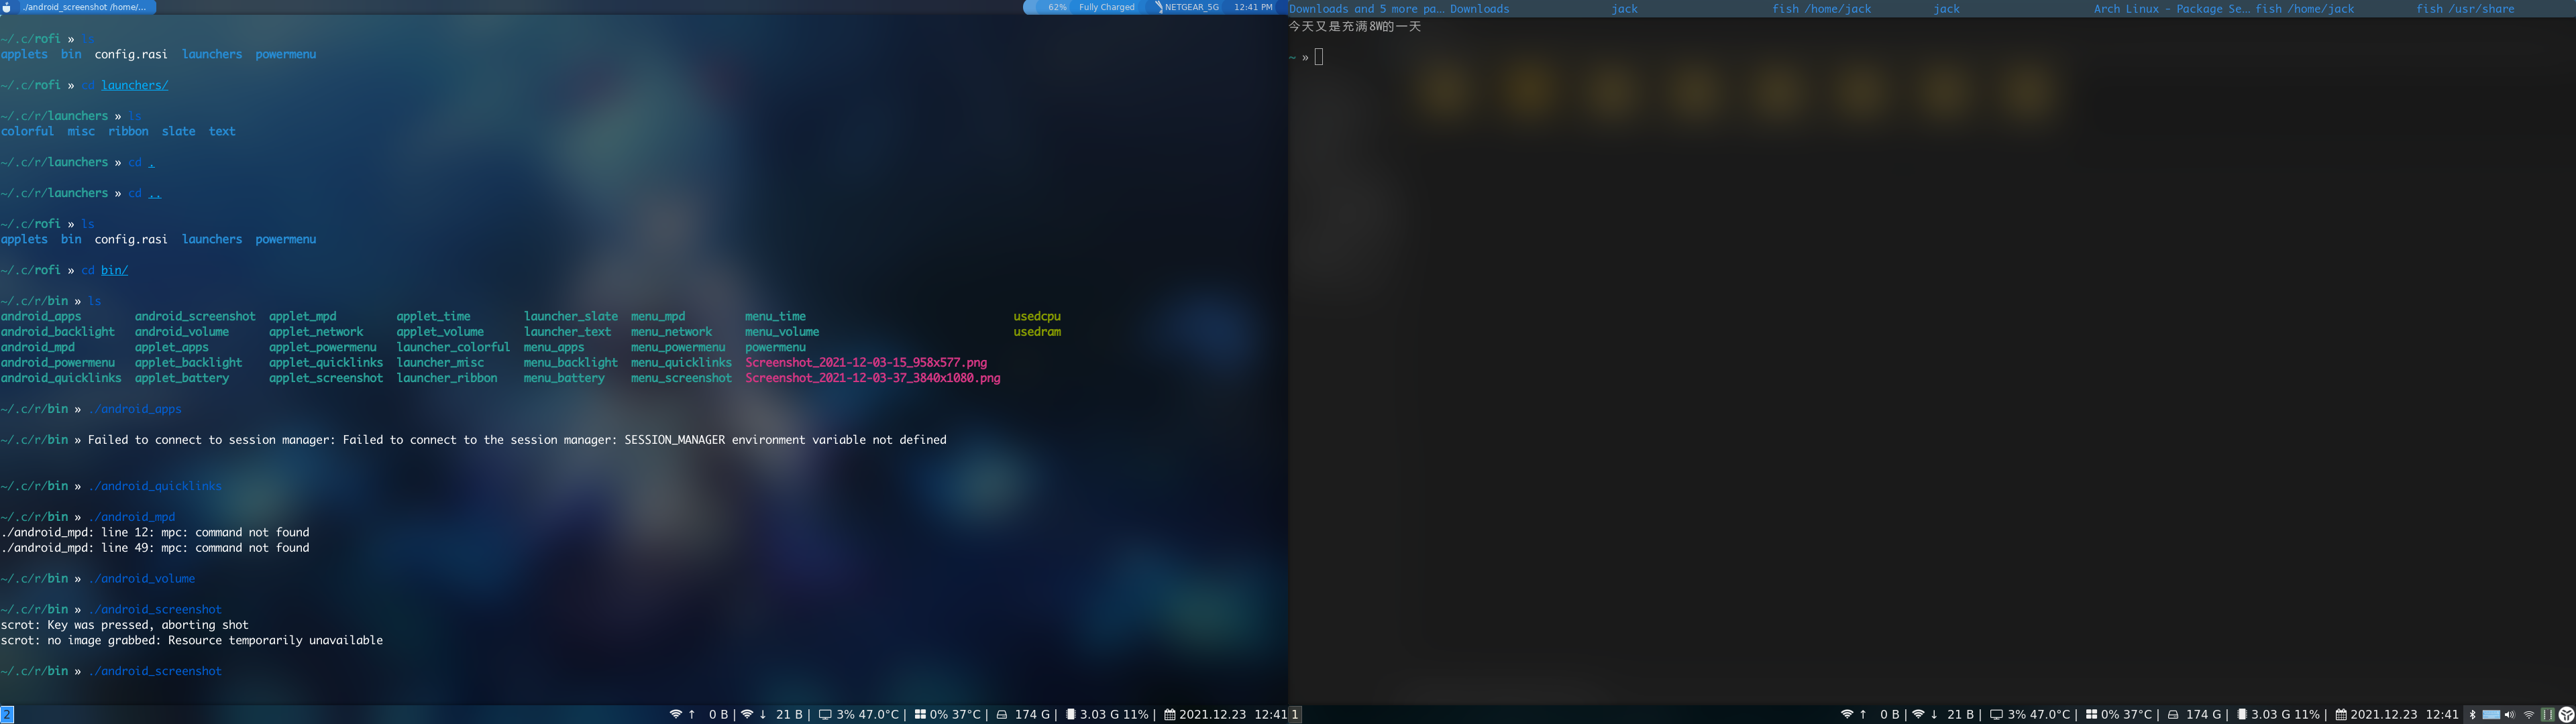 ./android_screenshot /home/...
62% Fully Charged NETGEAR_5G 12:41 PM
~/.c/rofi » ls
applets bin config.rasi launchers powermenu
~/.c/rofi » cd launchers/
~/.c/r/launchers » ls
colorful misc ribbon slate text
~/.c/r/launchers » cd .
~/.c/r/launchers » cd ..
~/.c/rofi » ls
applets bin config.rasi launchers powermenu
~/.c/rofi » cd bin/
~/.c/r/bin » ls
android_apps android_screenshot applet_mpd applet_time launcher_slate menu_mpd menu_time usedcpu
android_backlight android_volume applet_network applet_volume launcher_text menu_network menu_volume usedram
android_mpd applet_apps applet_powermenu launcher_colorful menu_apps menu_powermenu powermenu
android_powermenu applet_backlight applet_quicklinks launcher_misc menu_backlight menu_quicklinks Screenshot_2021-12-03-15_958x577.png
android_quicklinks applet_battery applet_screenshot launcher_ribbon menu_battery menu_screenshot Screenshot_2021-12-03-37_3840x1080.png
~/.c/r/bin » ./android_apps
~/.c/r/bin » Failed to connect to session manager: Failed to connect to the session manager: SESSION_MANAGER environment variable not defined
~/.c/r/bin » ./android_quicklinks
~/.c/r/bin » ./android_mpd
./android_mpd: line 12: mpc: command not found
./android_mpd: line 49: mpc: command not found
~/.c/r/bin » ./android_volume
~/.c/r/bin » ./android_screenshot
scrot: Key was pressed, aborting shot
scrot: no image grabbed: Resource temporarily unavailable
~/.c/r/bin » ./android_screenshot
2
↑ 0 B | ↓ 21 B | 3% 47.0°C | 0% 37°C | 174 G | 3.03 G 11% | 2021.12.23 12:41
Downloads and 5 more pa... Downloads jack fish /home/jack jack Arch Linux - Package Se... fish /home/jack fish /usr/share
今天又是充满8W的一天
~ »
1
↑ 0 B | ↓ 21 B | 3% 47.0°C | 0% 37°C | 174 G | 3.03 G 11% | 2021.12.23 12:41